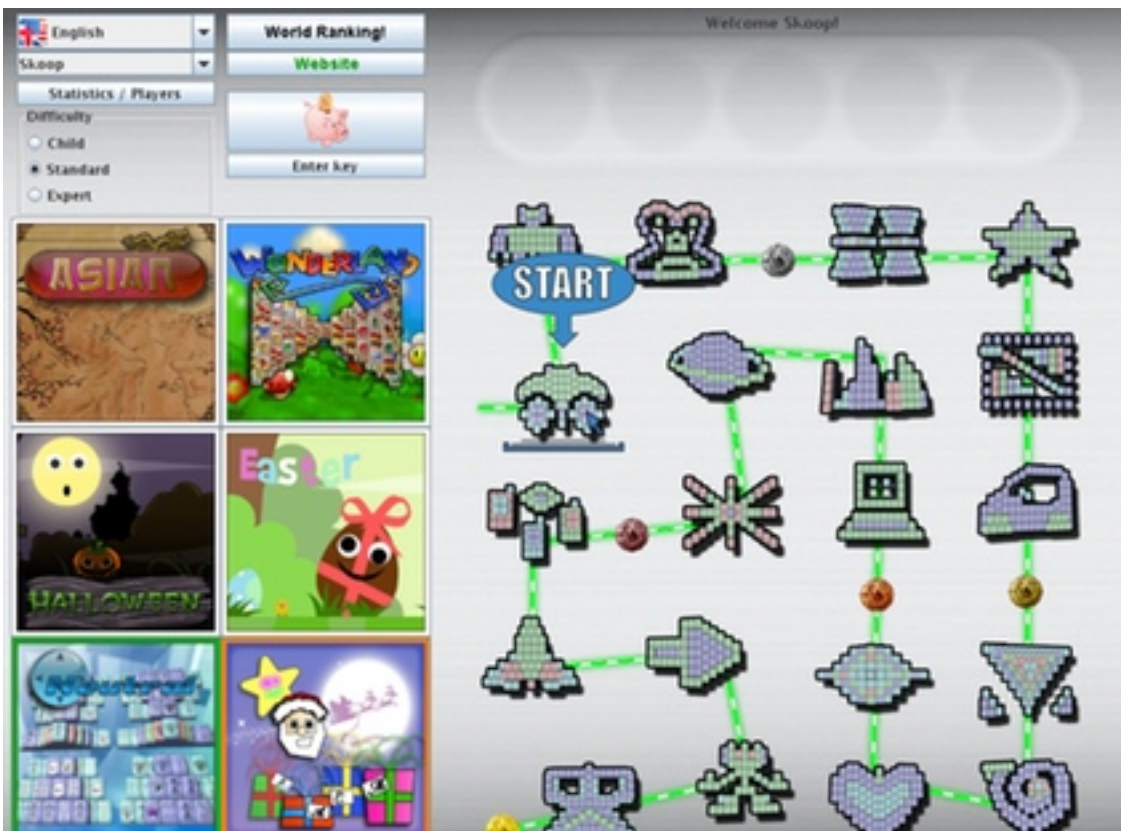 English
Skoop
Statistics / Players
Difficulty
Child
Standard
Expert
World Ranking!
Website
Enter key
Welcome Skoop!
ASIAN
WONDERLAND
HALLOWEEN
Easter
Neutral
START